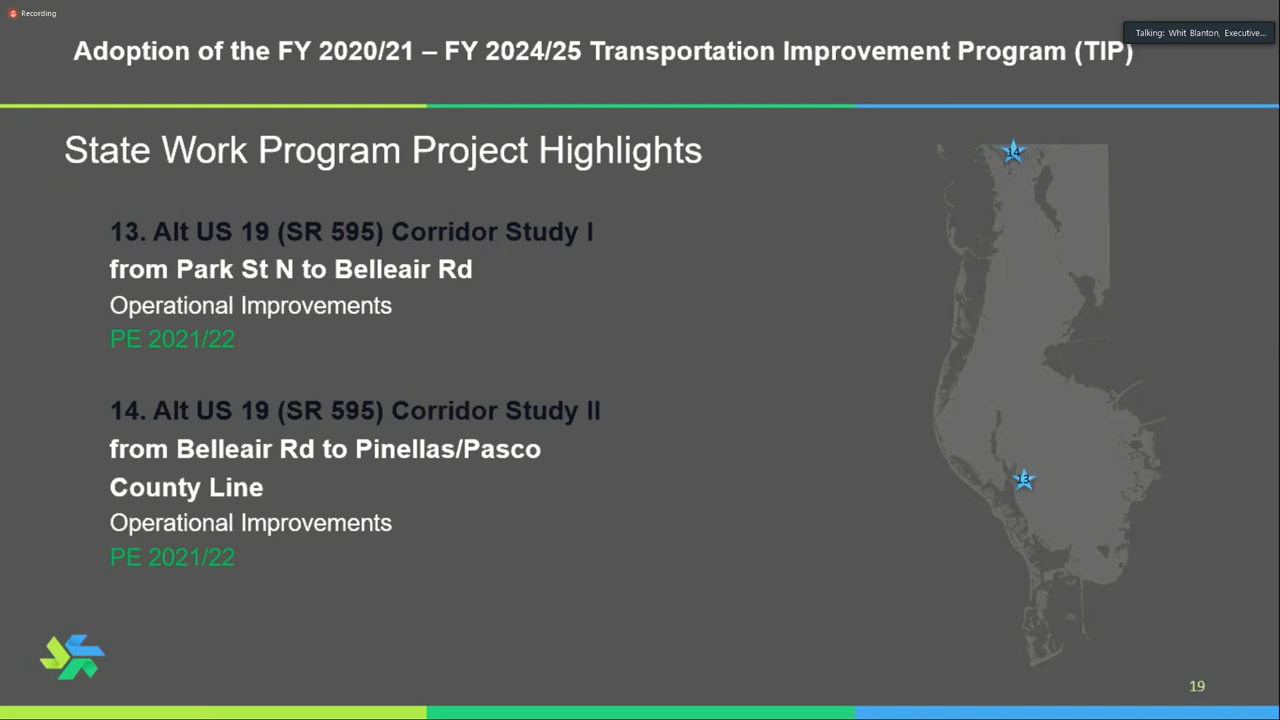 Recording
Talking: Whit Blanton, Executive...
Adoption of the FY 2020/21 – FY 2024/25 Transportation Improvement Program (TIP)
State Work Program Project Highlights
13. Alt US 19 (SR 595) Corridor Study I
from Park St N to Belleair Rd
Operational Improvements
PE 2021/22
14. Alt US 19 (SR 595) Corridor Study II
from Belleair Rd to Pinellas/Pasco
County Line
Operational Improvements
PE 2021/22
14
13
19